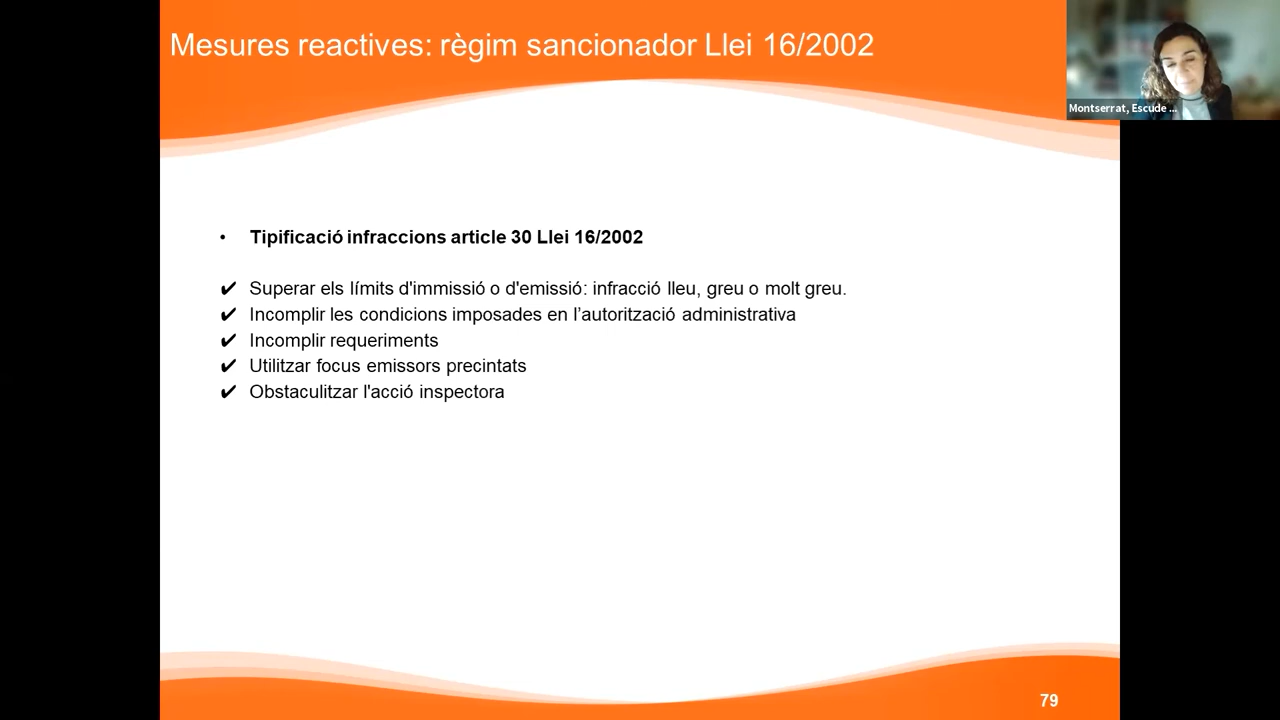 Mesures reactives: règim sancionador Llei 16/2002
Montserrat, Escude ...
• Tipificació infraccions article 30 Llei 16/2002
✔ Superar els límits d'immissió o d'emissió: infracció lleu, greu o molt greu.
✔ Incomplir les condicions imposades en l’autorització administrativa
✔ Incomplir requeriments
✔ Utilitzar focus emissors precintats
✔ Obstaculitzar l'acció inspectora
79